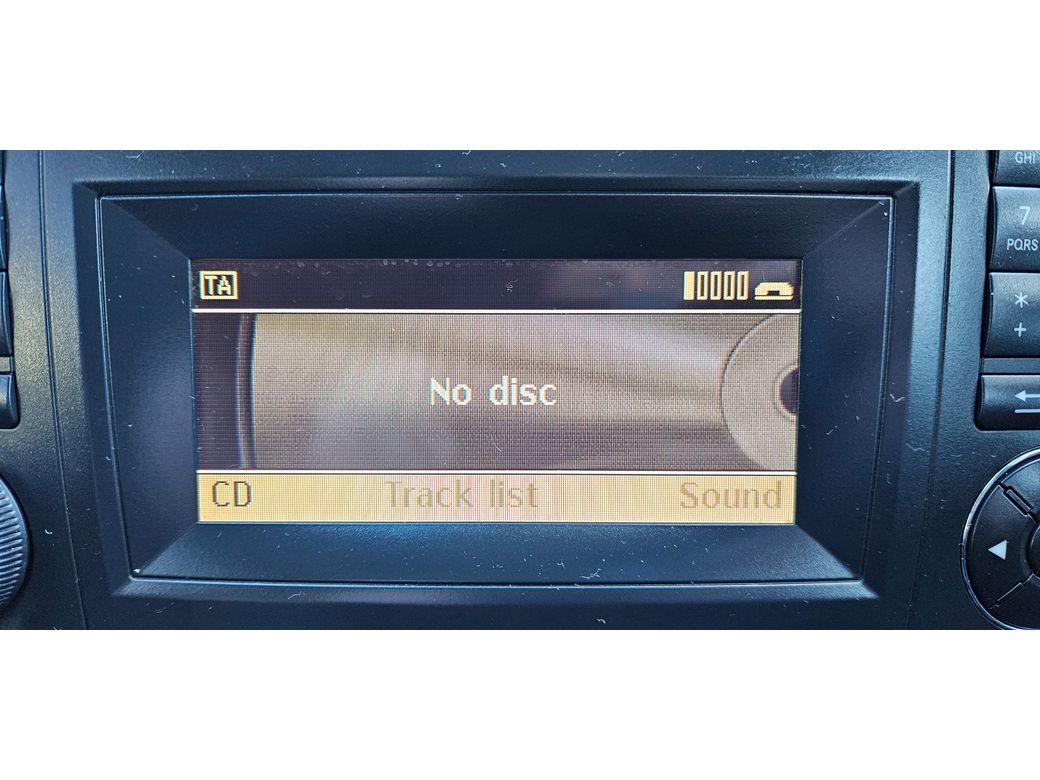 TA
No disc
CD Track list Sound
GHI
7
PQRS
*
+